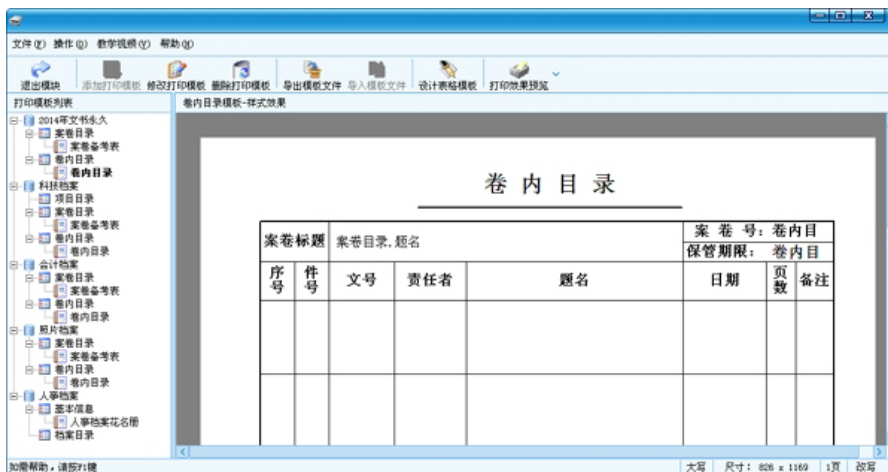 文件(F) 操作(O) 教学视频(V) 帮助(H)
退出模块 添加打印模板 修改打印模板 删除打印模板 导出模板文件 导入模板文件 设计表格模板 打印效果预览
打印模板列表
卷内目录模板-样式效果
2014年文书永久
案卷目录
案卷备考表
卷内目录
卷内目录
科技档案
项目目录
案卷目录
案卷备考表
卷内目录
卷内目录
会计档案
案卷目录
案卷备考表
卷内目录
卷内目录
照片档案
案卷目录
案卷备考表
卷内目录
卷内目录
人事档案
基本信息
人事档案花名册
档案目录
卷内目录
案卷标题 案卷目录.题名 案卷号: 卷内目
保管期限: 卷内目
序号 件号 文号 责任者 题名 日期 页数 备注
如需帮助，请按F1键 大写 尺寸: 826 x 1169 1页 改写